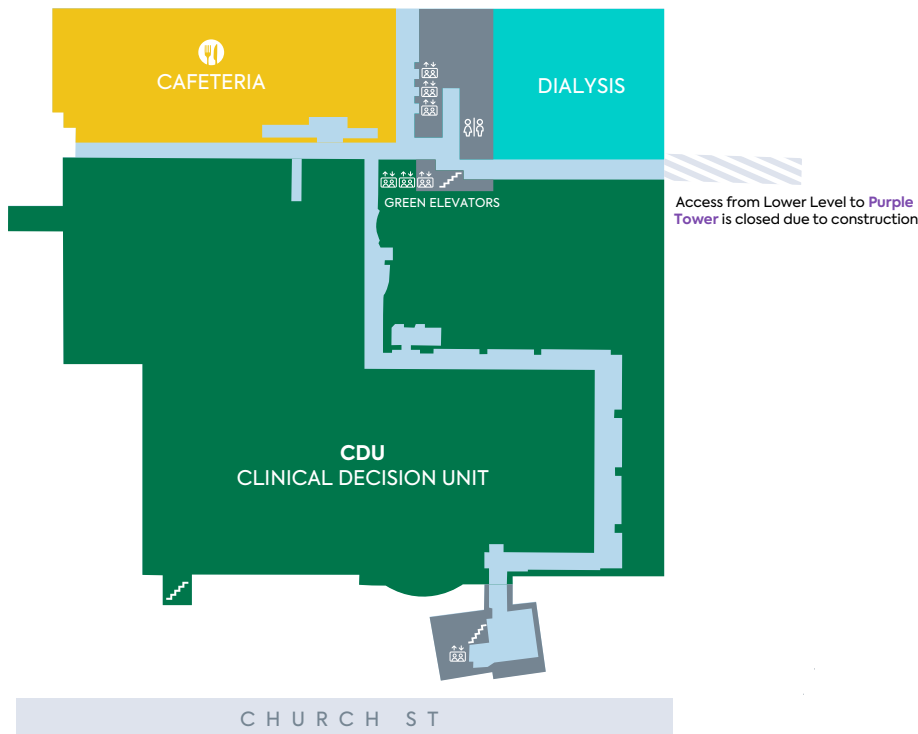 CAFETERIA
DIALYSIS
GREEN ELEVATORS
Access from Lower Level to Purple
Tower is closed due to construction
CDU
CLINICAL DECISION UNIT
CHURCH ST